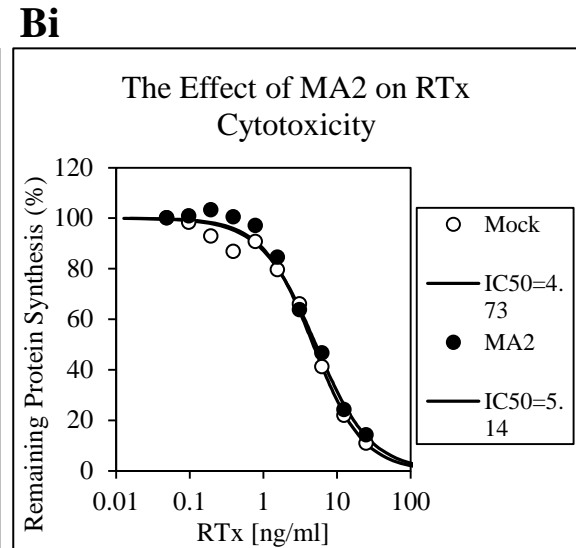 Bi
The Effect of MA2 on RTx
Cytotoxicity
Remaining Protein Synthesis (%)
120
100
80
60
40
20
0
0.01 0.1 1 10 100
RTx [ng/ml]
Mock
IC50=4.
73
MA2
IC50=5.
14